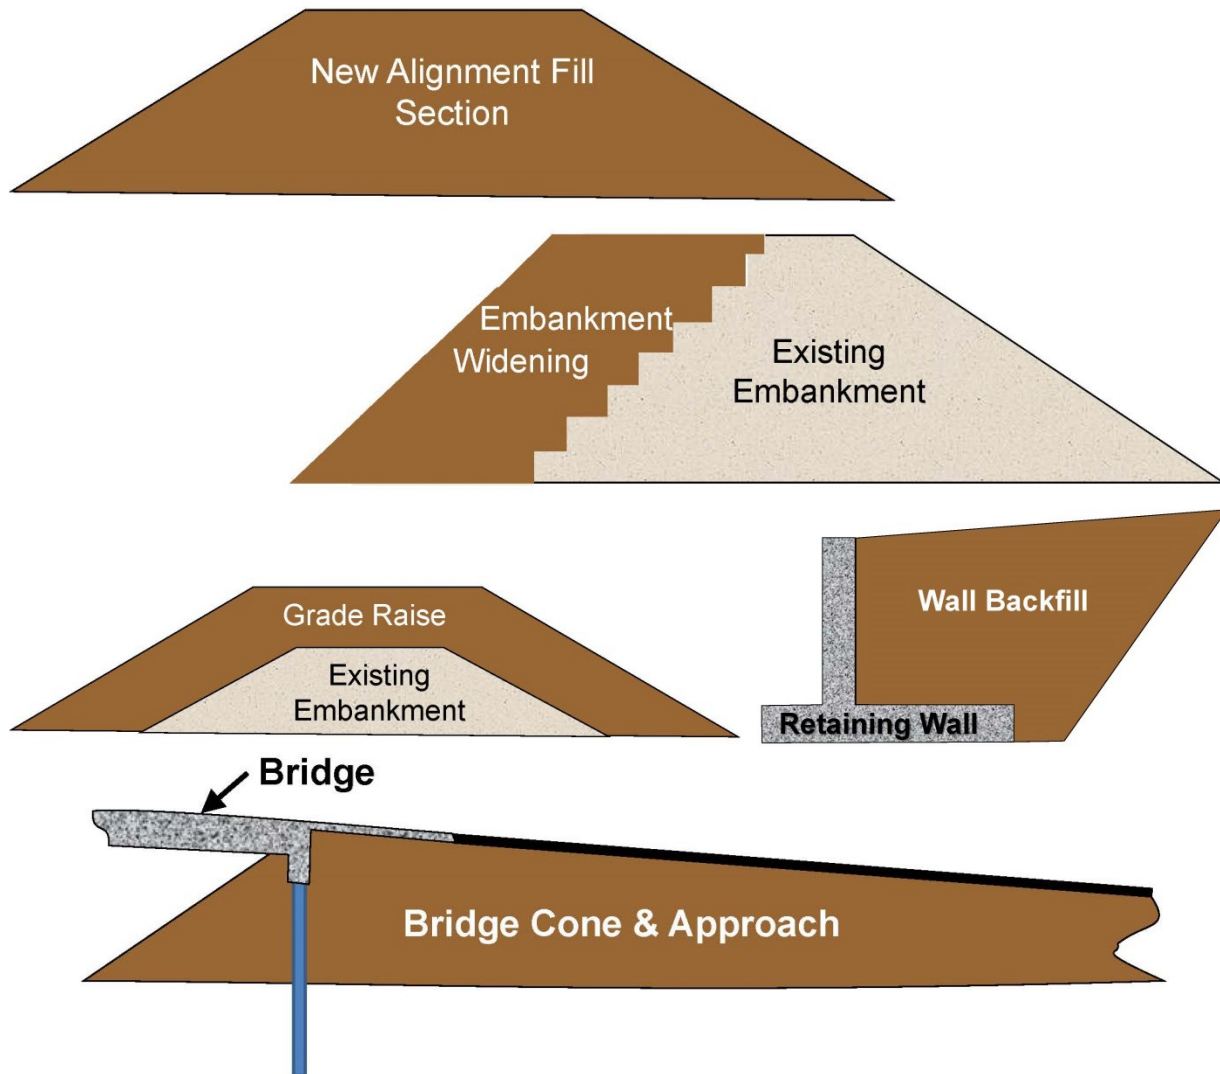 New Alignment Fill
Section
Embankment
Widening
Existing
Embankment
Grade Raise
Existing
Embankment
Wall Backfill
Retaining Wall
Bridge
Bridge Cone & Approach